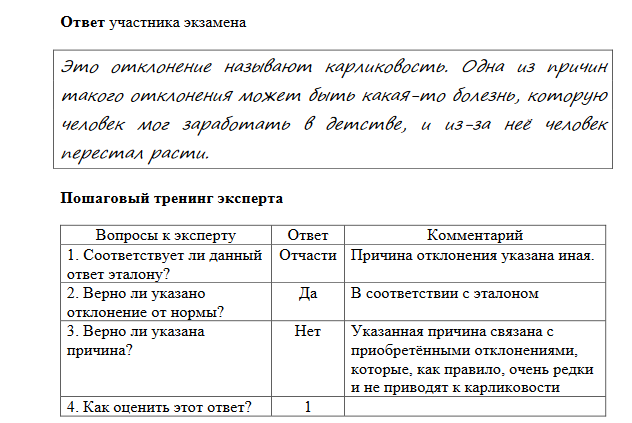 Ответ участника экзамена
Это отклонение называют карликовость. Одна из причин
такого отклонения может быть какая-то болезнь, которую
человек мог заработать в детстве, и из-за неё человек
перестал расти.
Пошаговый тренинг эксперта
Вопросы к эксперту Ответ Комментарий
1. Соответствует ли данный Отчасти Причина отклонения указана иная.
ответ эталону?
2. Верно ли указано Да В соответствии с эталоном
отклонение от нормы?
3. Верно ли указана Нет Указанная причина связана с
причина? приобретёнными отклонениями,
которые, как правило, очень редки
и не приводят к карликовости
4. Как оценить этот ответ? 1